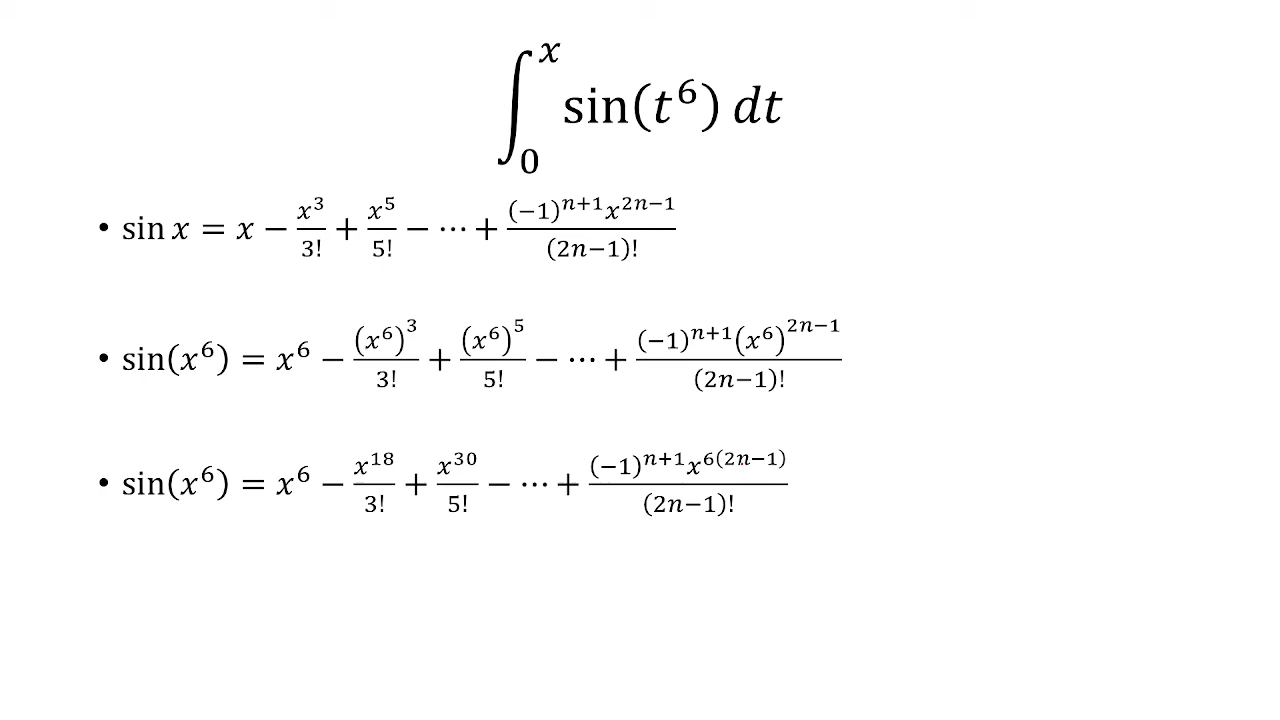 ∫₀ˣ sin(t⁶) dt
• sin x = x − x³/3! + x⁵/5! − ⋯ + (−1)ⁿ⁺¹x²ⁿ⁻¹/(2n−1)!
• sin(x⁶) = x⁶ − (x⁶)³/3! + (x⁶)⁵/5! − ⋯ + (−1)ⁿ⁺¹(x⁶)²ⁿ⁻¹/(2n−1)!
• sin(x⁶) = x⁶ − x¹⁸/3! + x³⁰/5! − ⋯ + (−1)ⁿ⁺¹x⁶⁽²ⁿ⁻¹⁾/(2n−1)!